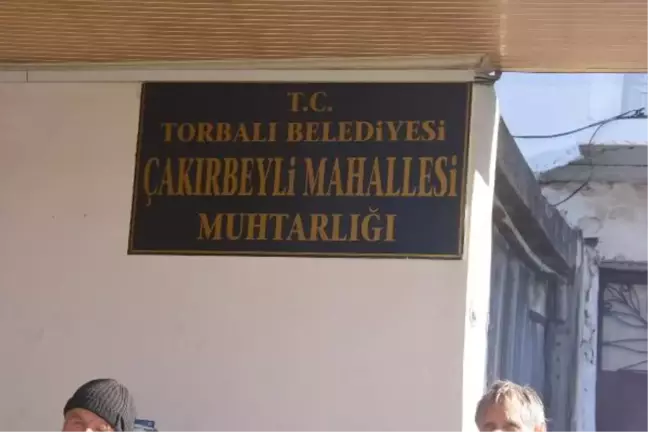 T.C.
TORBALI BELEDİYESİ
ÇAKIRBEYLİ MAHALLESİ
MUHTARLIĞI